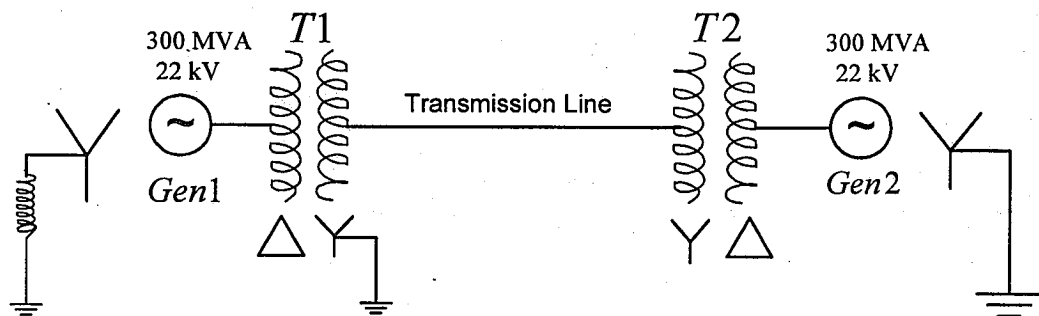 T1
T2
300 MVA
22 kV
300 MVA
22 kV
Transmission Line
~
~
Gen1
Gen2